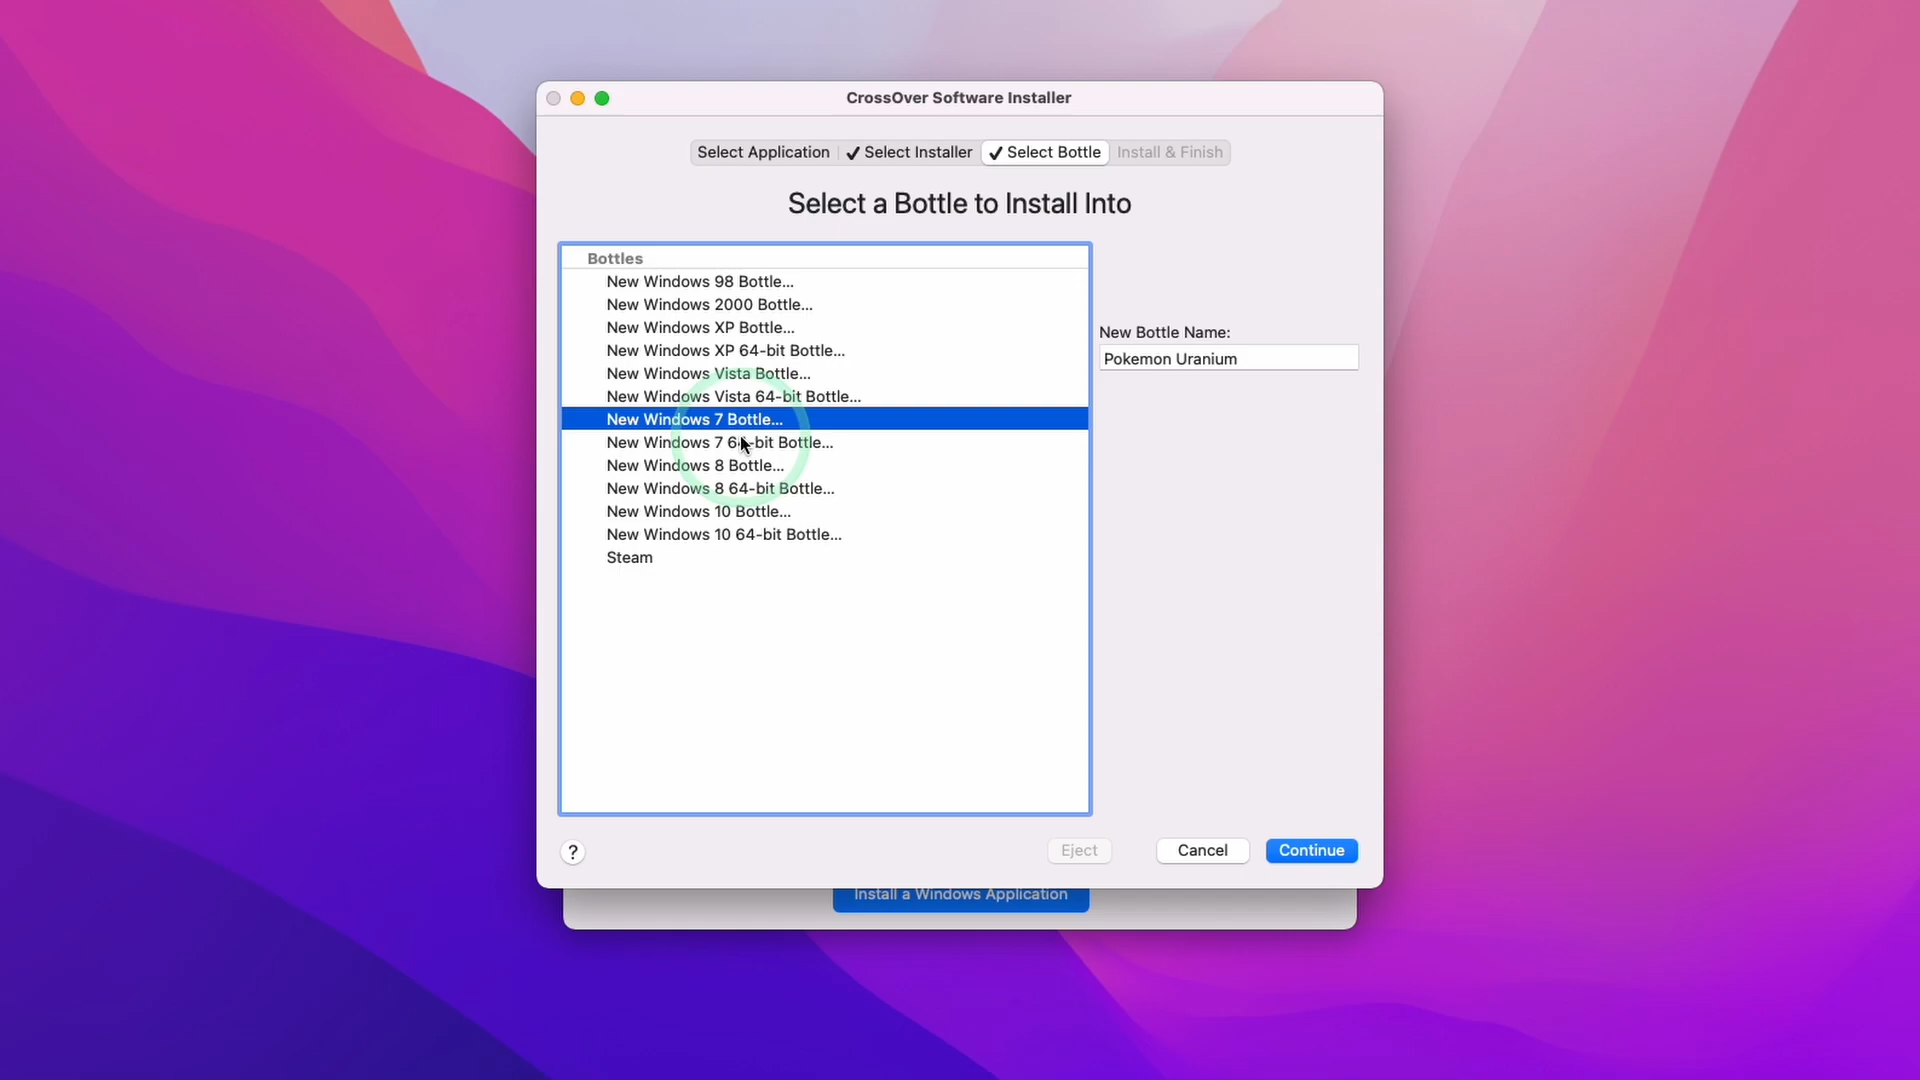 CrossOver Software Installer
Select Application ✓ Select Installer ✓ Select Bottle Install & Finish
Select a Bottle to Install Into
Bottles
New Windows 98 Bottle...
New Windows 2000 Bottle...
New Windows XP Bottle...
New Windows XP 64-bit Bottle...
New Windows Vista Bottle...
New Windows Vista 64-bit Bottle...
New Windows 7 Bottle...
New Windows 7 64-bit Bottle...
New Windows 8 Bottle...
New Windows 8 64-bit Bottle...
New Windows 10 Bottle...
New Windows 10 64-bit Bottle...
Steam
New Bottle Name:
Pokemon Uranium
? Eject Cancel Continue
Install a Windows Application